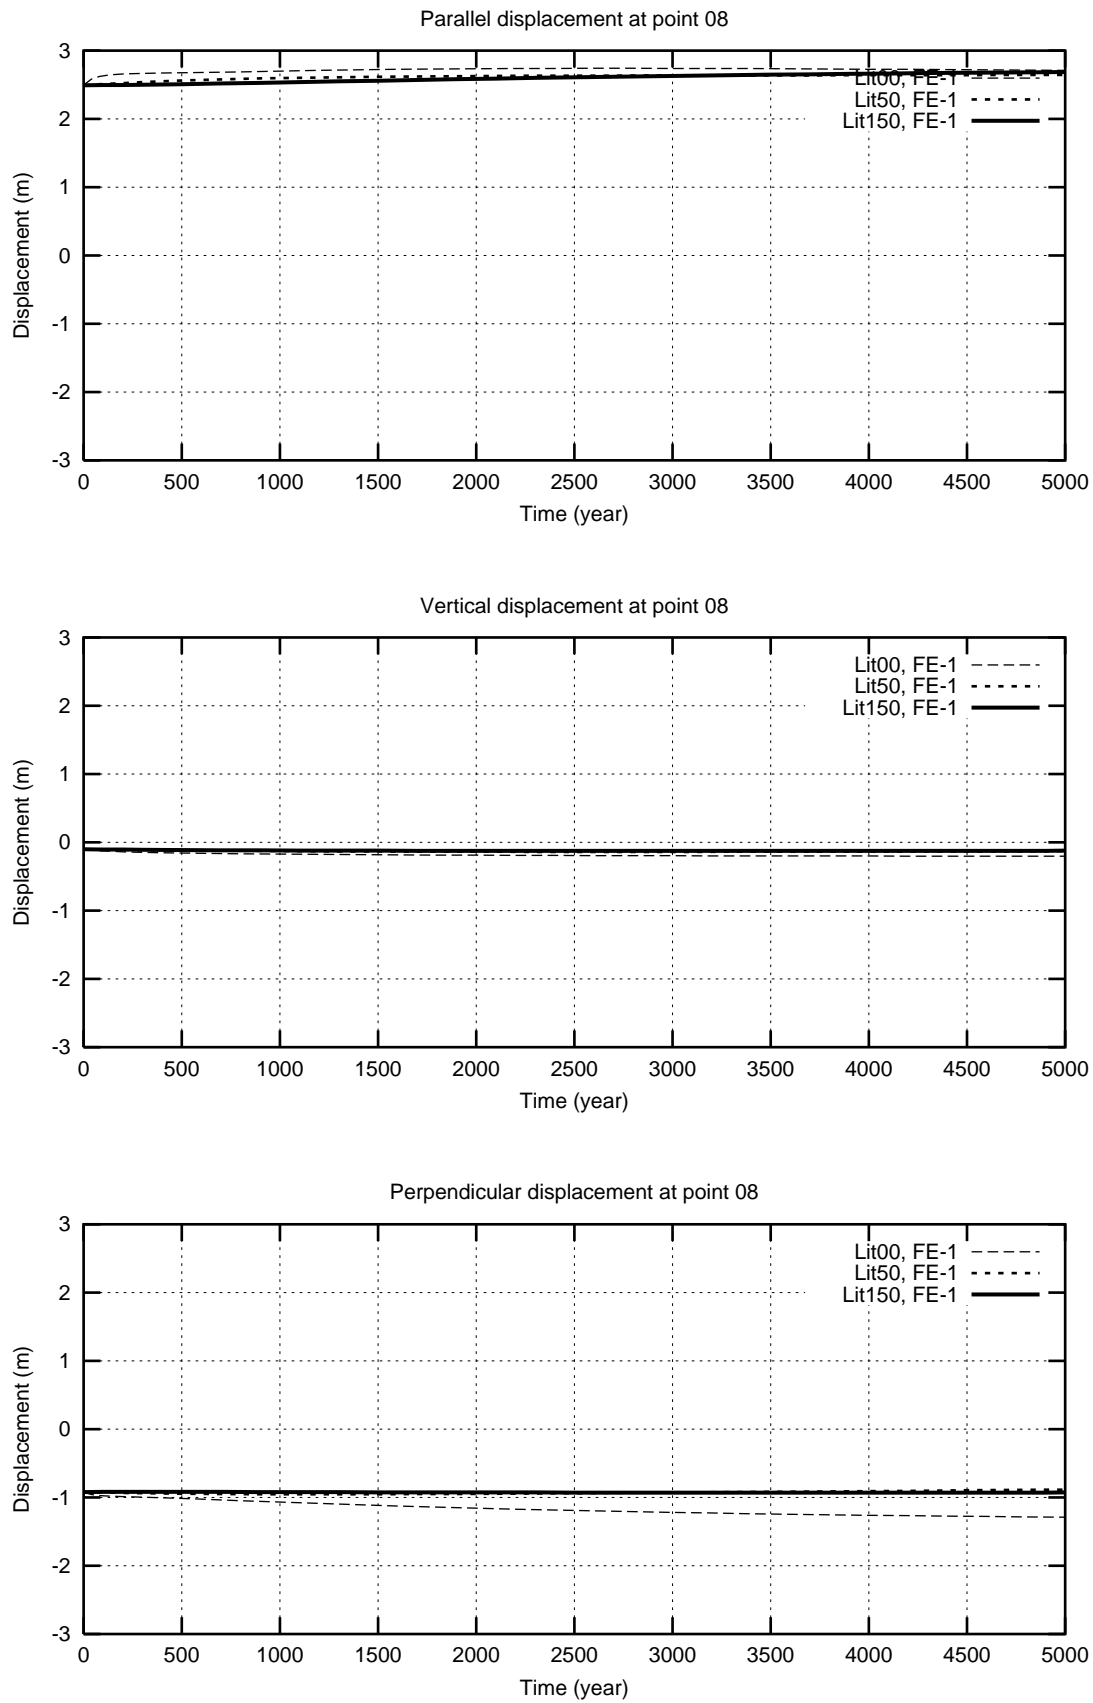 Parallel displacement at point 08
3
2
1
0
-1
-2
-3
Displacement (m)
Lit00, FE-1
Lit50, FE-1
Lit150, FE-1
0 500 1000 1500 2000 2500 3000 3500 4000 4500 5000
Time (year)
Vertical displacement at point 08
3
2
1
0
-1
-2
-3
Displacement (m)
Lit00, FE-1
Lit50, FE-1
Lit150, FE-1
0 500 1000 1500 2000 2500 3000 3500 4000 4500 5000
Time (year)
Perpendicular displacement at point 08
3
2
1
0
-1
-2
-3
Displacement (m)
Lit00, FE-1
Lit50, FE-1
Lit150, FE-1
0 500 1000 1500 2000 2500 3000 3500 4000 4500 5000
Time (year)